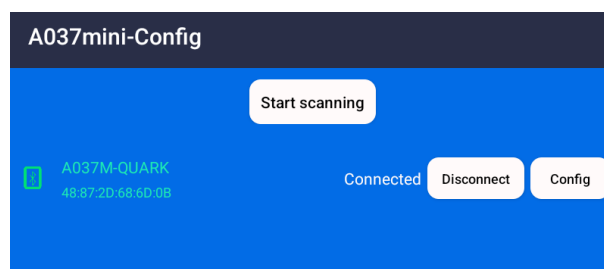 A037mini-Config
Start scanning
A037M-QUARK
48:87:2D:68:6D:0B
Connected
Disconnect
Config